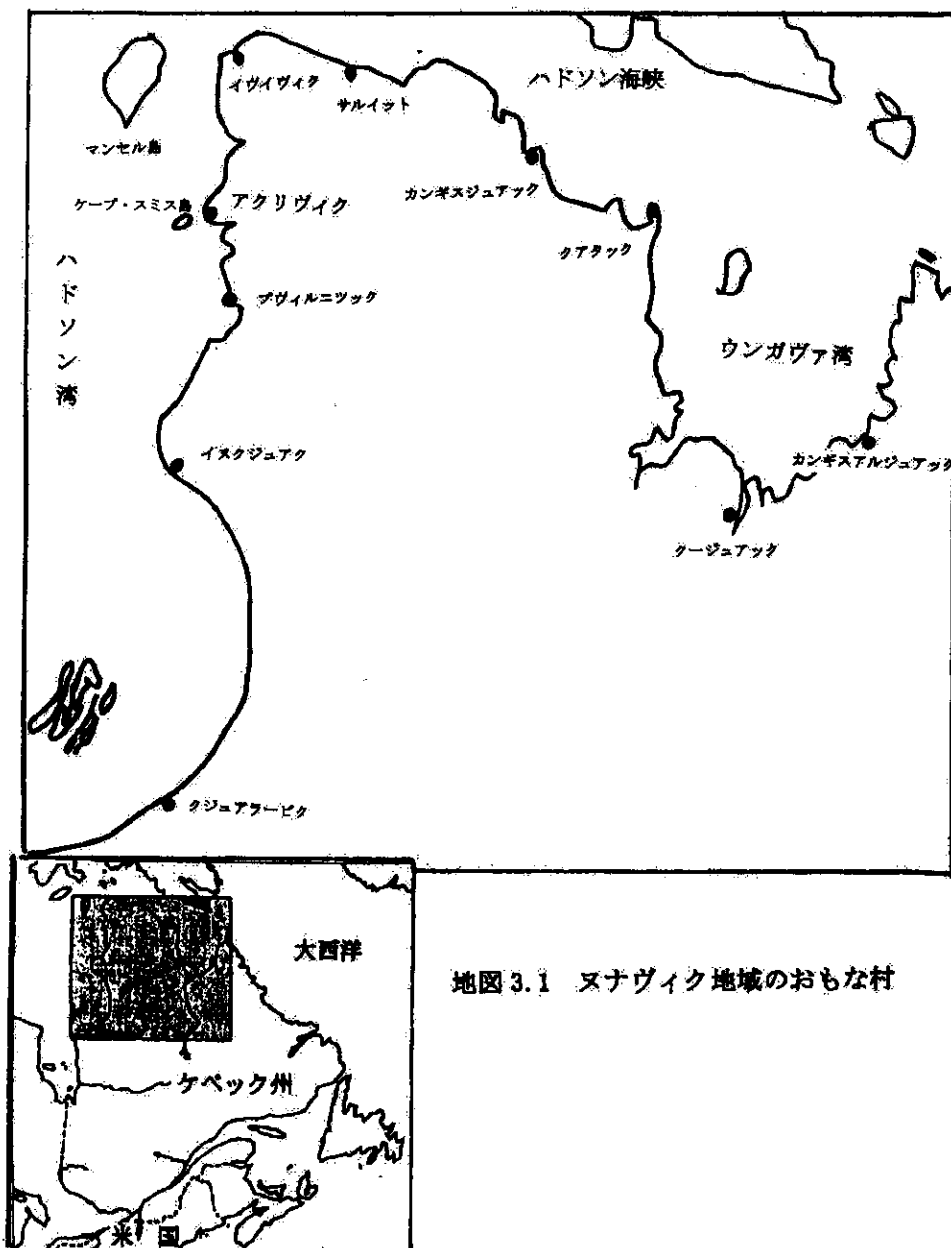 ハドソン海峡
イヴイヴィク
サルイット
マンセル島
カンギスジュアック
ケープ・スミス島
アクリヴィク
クアラック
ハドソン湾
プヴィルニツック
ウンガヴァ湾
イヌクジュアク
カンギスアルジュアック
クージュアック
クジュアラーピク
大西洋
地図 3.1 ヌナヴィク地域のおもな村
ケベック州
米国